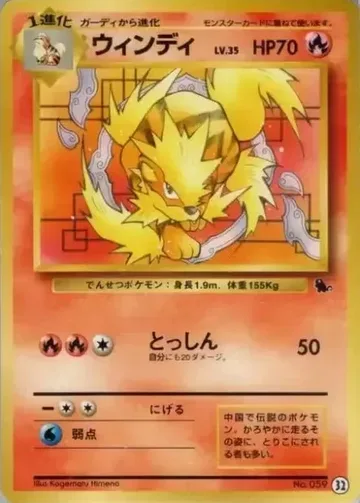 1進化 ガーディから進化 モンスターカードに重ねて使います
ウィンディ LV.35 HP70
でんせつポケモン：身長1.9m、体重155Kg
とっしん 50
自分にも20ダメージ。
にげる
弱点
中国で伝説のポケモ
ン。かろやかに走るそ
の姿に、とりこにされ
る者も多い。
Illus.Kagemaru Himeno No.059 32